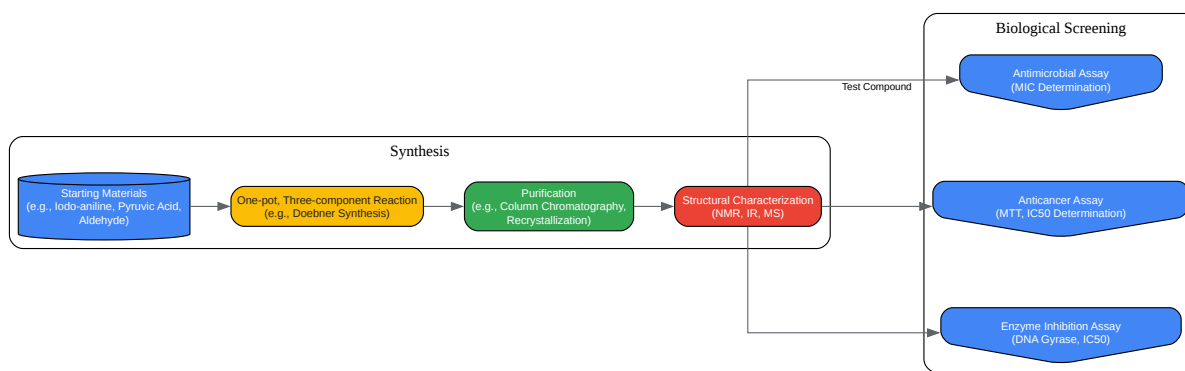 Biological Screening
Antimicrobial Assay
(MIC Determination)
Test Compound
Synthesis
Starting Materials
(e.g., Iodo-aniline, Pyruvic Acid,
Aldehyde)
One-pot, Three-component Reaction
(e.g., Doebner Synthesis)
Purification
(e.g., Column Chromatography,
Recrystallization)
Structural Characterization
(NMR, IR, MS)
Anticancer Assay
(MTT, IC50 Determination)
Enzyme Inhibition Assay
(DNA Gyrase, IC50)